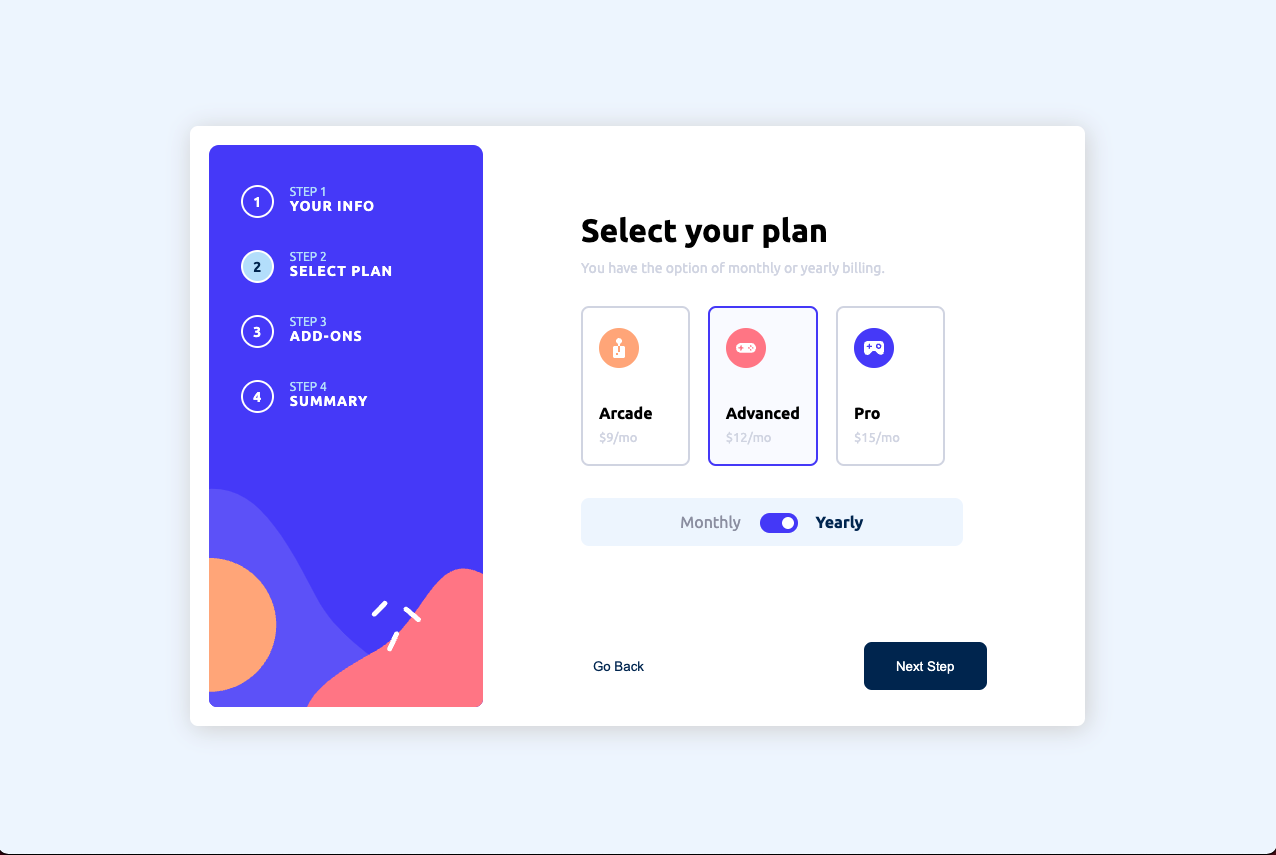 1
STEP 1
YOUR INFO
2
STEP 2
SELECT PLAN
3
STEP 3
ADD-ONS
4
STEP 4
SUMMARY
Select your plan
You have the option of monthly or yearly billing.
Arcade
$9/mo
Advanced
$12/mo
Pro
$15/mo
Monthly Yearly
Go Back
Next Step